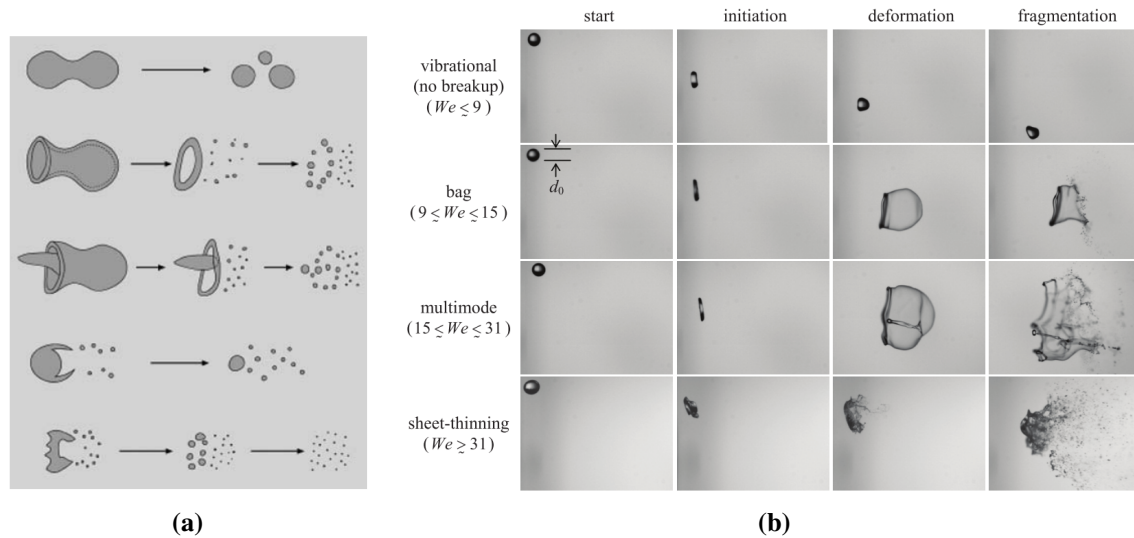 start initiation deformation fragmentation
vibrational
(no breakup)
(We ≲ 9)
d₀
bag
(9 ≲ We ≲ 15)
multimode
(15 ≲ We ≲ 31)
sheet-thinning
(We ≳ 31)
(a) (b)